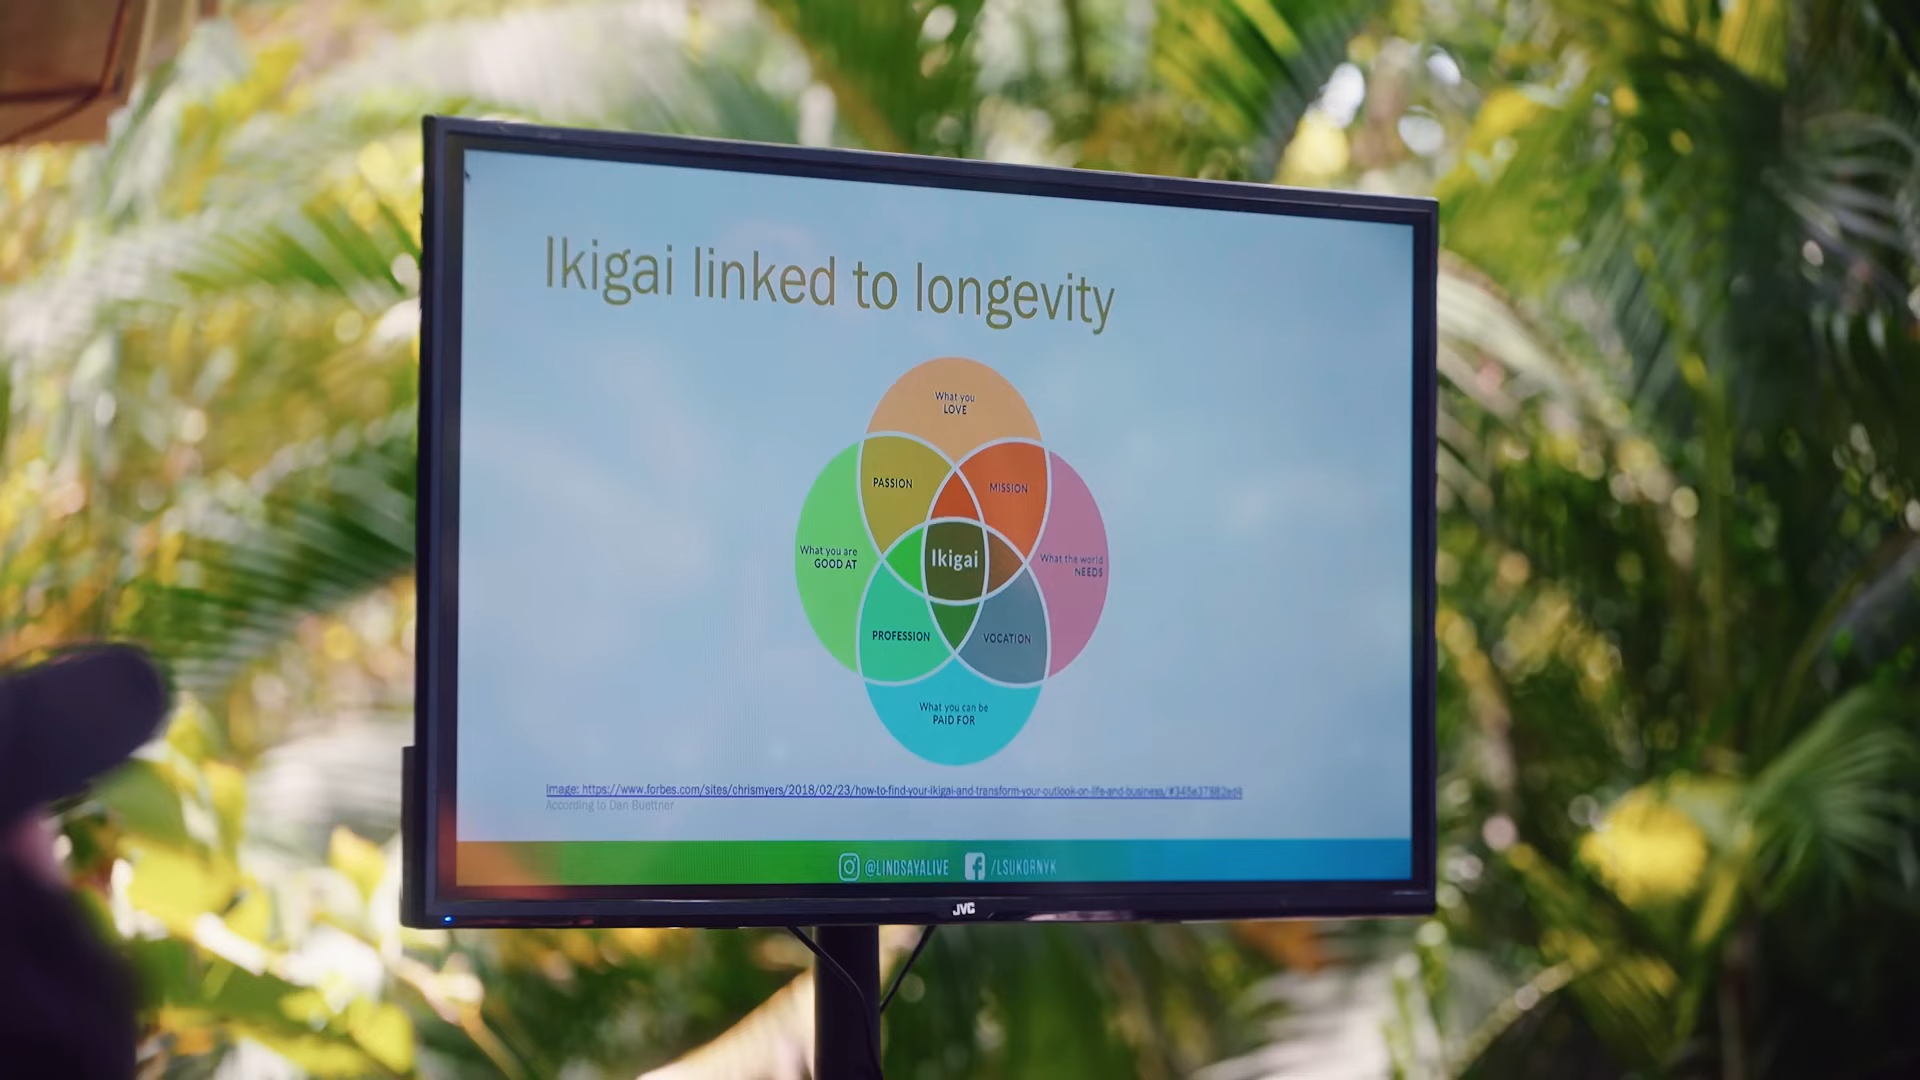 Ikigai linked to longevity
What you
LOVE
PASSION
MISSION
What you are
GOOD AT
Ikigai
What the world
NEEDS
PROFESSION
VOCATION
What you can be
PAID FOR
Image: https://www.forbes.com/sites/chrismyers/2018/02/23/how-to-find-your-ikigai-and-transform-your-outlook-on-life-and-business/
According to Dan Buettner
@LINDSAYALIVE /LSUKORNYK
JVC